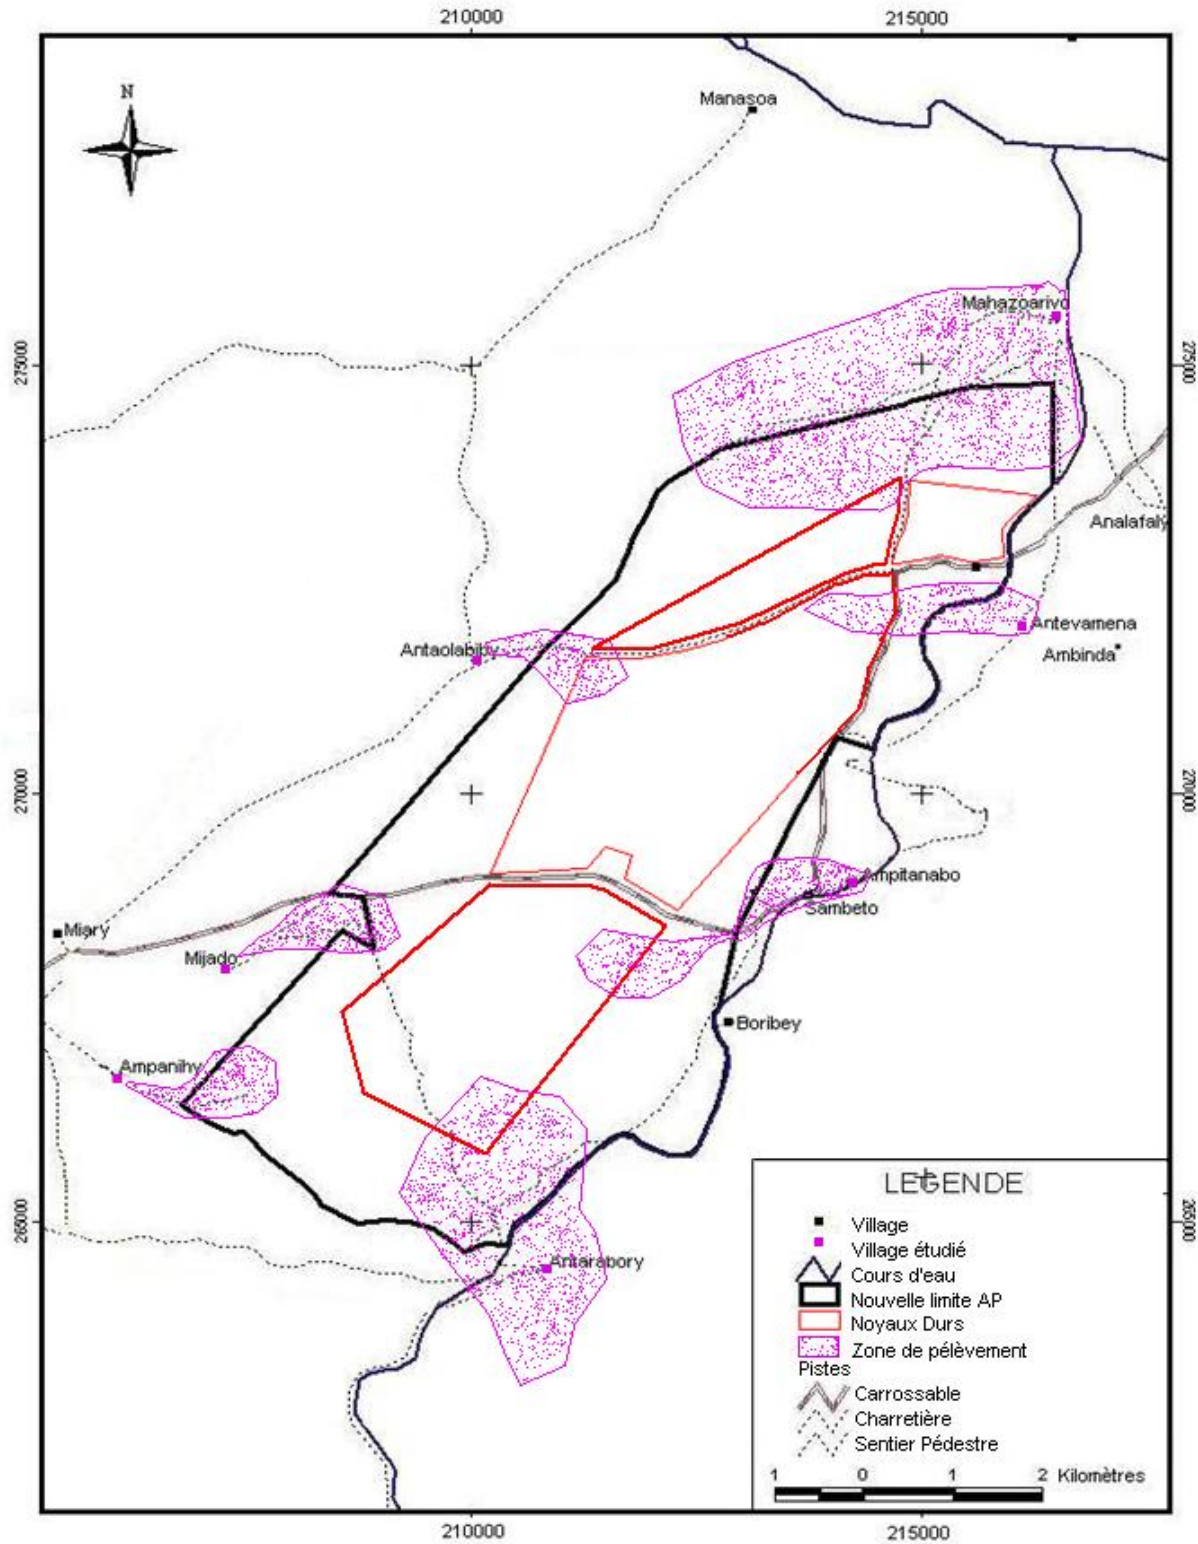 210000 215000
N
Manasoa
Mahazoarivo
275000 275000
Analafaly
Antaolabiby
Antevamena
Ambinda
270000 270000
Ampitanabo
Sambeto
Miary
Mijado
Boribey
Ampanihy
265000 265000
Antarabory
LEGENDE
Village
Village étudié
Cours d'eau
Nouvelle limite AP
Noyaux Durs
Zone de pélèvement
Pistes
Carrossable
Charretière
Sentier Pédestre
1 0 1 2 Kilomètres
210000 215000